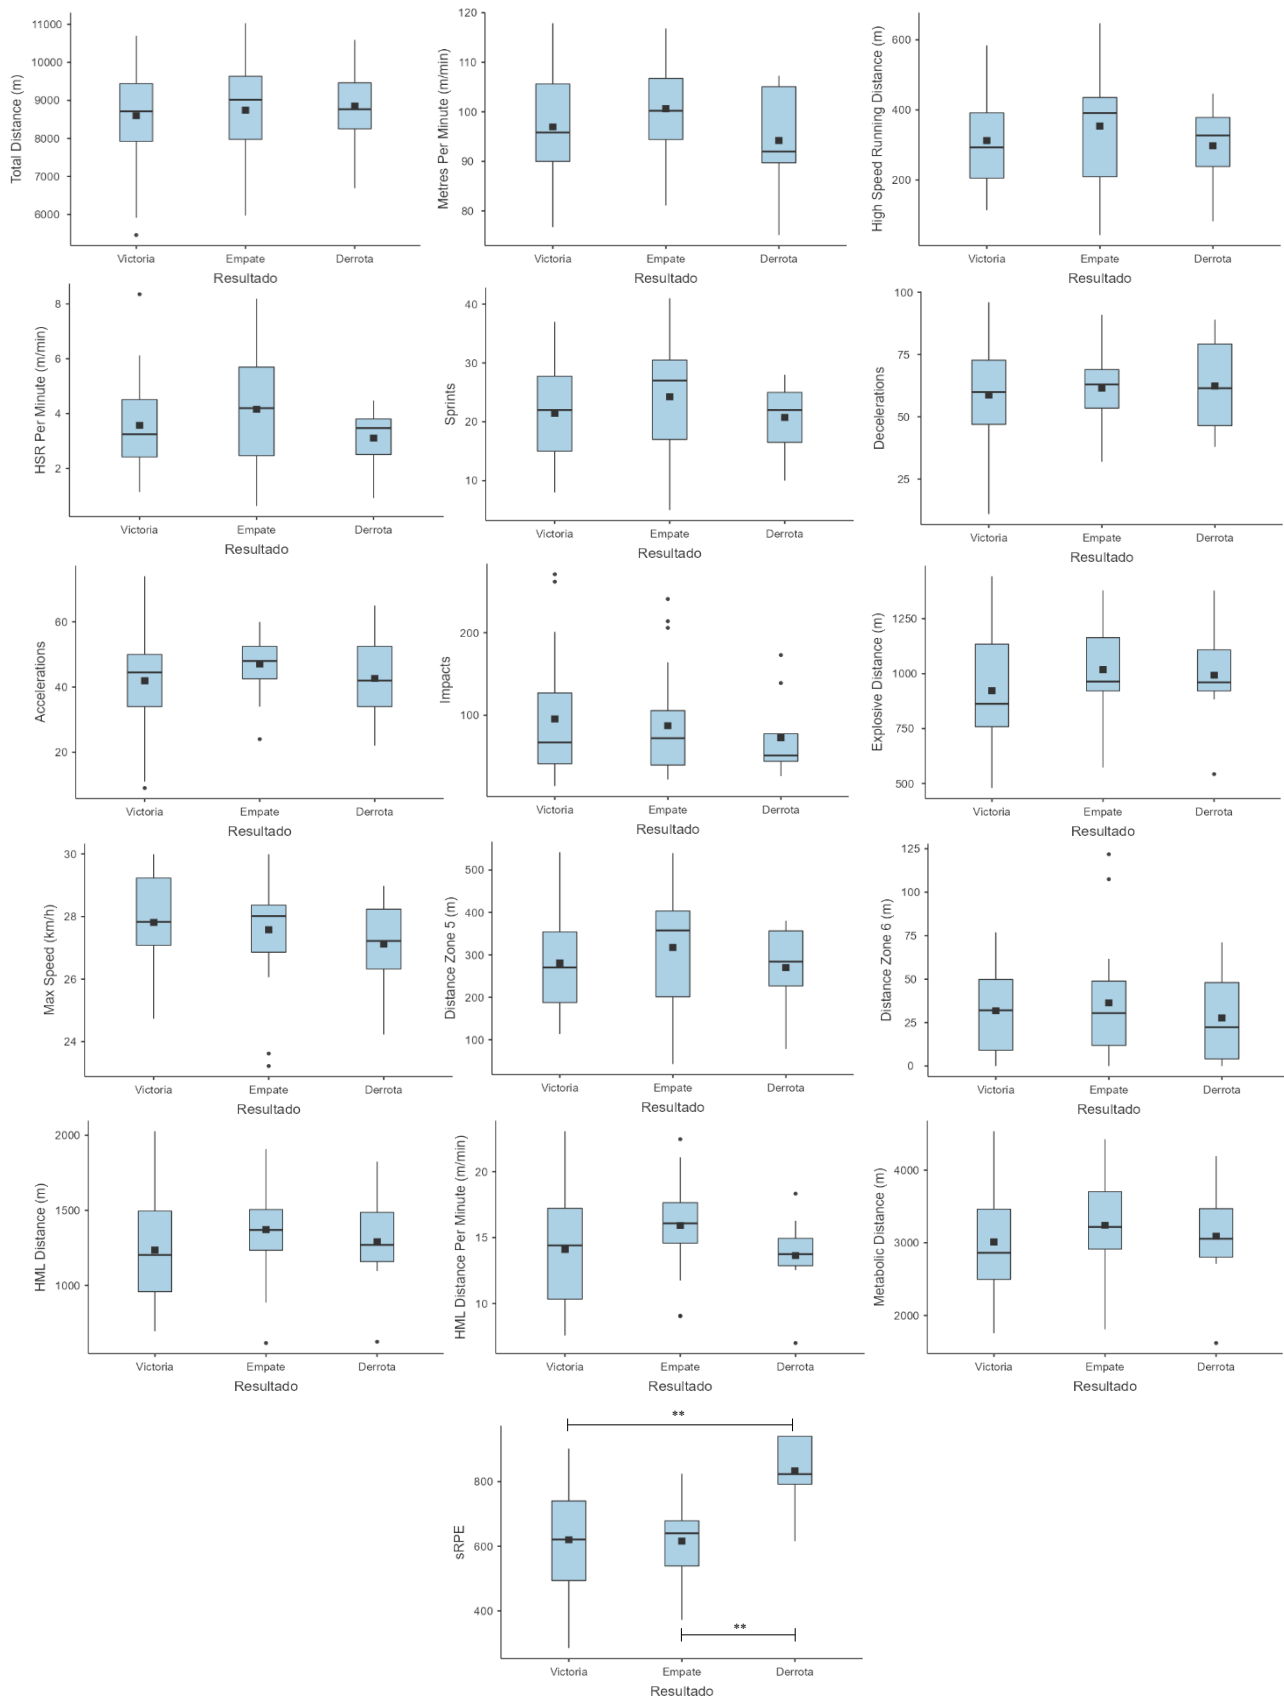 Total Distance (m)
11000
10000
9000
8000
7000
6000
Victoria Empate Derrota
Resultado
Metres Per Minute (m/min)
120
110
100
90
80
Victoria Empate Derrota
Resultado
High Speed Running Distance (m)
600
400
200
Victoria Empate Derrota
Resultado
HSR Per Minute (m/min)
8
6
4
2
Victoria Empate Derrota
Resultado
Sprints
40
30
20
10
Victoria Empate Derrota
Resultado
Decelerations
100
75
50
25
Victoria Empate Derrota
Resultado
Accelerations
60
40
20
Victoria Empate Derrota
Resultado
Impacts
200
100
Victoria Empate Derrota
Resultado
Explosive Distance (m)
1250
1000
750
500
Victoria Empate Derrota
Resultado
Max Speed (km/h)
30
28
26
24
Victoria Empate Derrota
Resultado
Distance Zone 5 (m)
500
400
300
200
100
Victoria Empate Derrota
Resultado
Distance Zone 6 (m)
125
100
75
50
25
0
Victoria Empate Derrota
Resultado
HML Distance (m)
2000
1500
1000
Victoria Empate Derrota
Resultado
HML Distance Per Minute (m/min)
20
15
10
Victoria Empate Derrota
Resultado
Metabolic Distance (m)
4000
3000
2000
Victoria Empate Derrota
Resultado
sRPE
**
800
600
400
**
Victoria Empate Derrota
Resultado